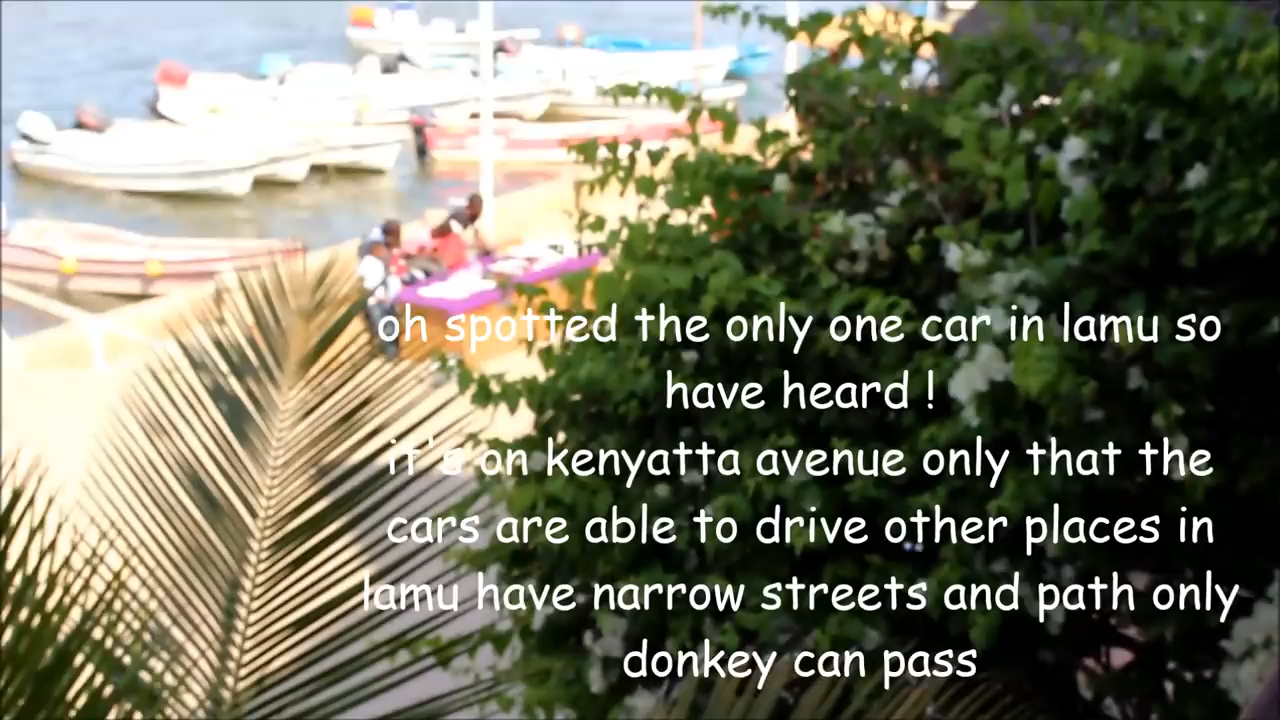 oh spotted the only one car in lamu so
have heard !
it's on kenyatta avenue only that the
cars are able to drive other places in
lamu have narrow streets and path only
donkey can pass